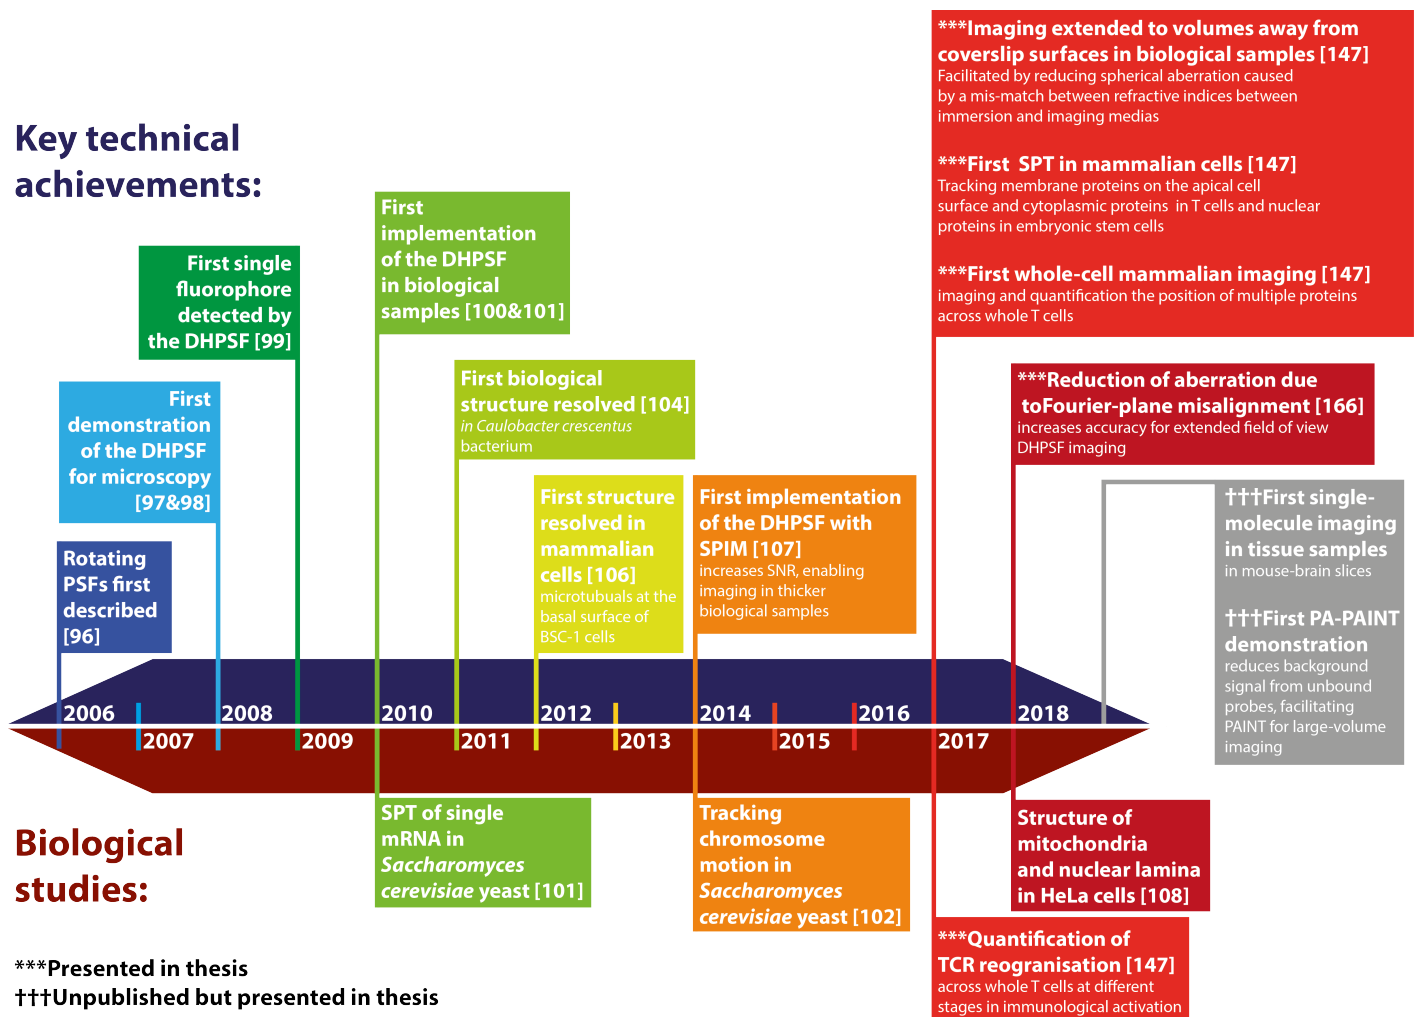 Key technical
achievements:
Rotating
PSFs first
described
[96]
First
demonstration
of the DHPSF
for microscopy
[97&98]
First single
fluorophore
detected by
the DHPSF [99]
First
implementation
of the DHPSF
in biological
samples [100&101]
First biological
structure resolved [104]
in Caulobacter crescentus
bacterium
First structure
resolved in
mammalian
cells [106]
microtubuals at the
basal surface of
BSC-1 cells
First implementation
of the DHPSF with
SPIM [107]
increases SNR, enabling
imaging in thicker
biological samples
***Imaging extended to volumes away from
coverslip surfaces in biological samples [147]
Facilitated by reducing spherical aberration caused
by a mis-match between refractive indices between
immersion and imaging medias
***First SPT in mammalian cells [147]
Tracking membrane proteins on the apical cell
surface and cytoplasmic proteins in T cells and nuclear
proteins in embryonic stem cells
***First whole-cell mammalian imaging [147]
imaging and quantification the position of multiple proteins
across whole T cells
***Reduction of aberration due
toFourier-plane misalignment [166]
increases accuracy for extended field of view
DHPSF imaging
†††First single-
molecule imaging
in tissue samples
in mouse-brain slices
†††First PA-PAINT
demonstration
reduces background
signal from unbound
probes, facilitating
PAINT for large-volume
imaging
2006
2007
2008
2009
2010
2011
2012
2013
2014
2015
2016
2017
2018
Biological
studies:
SPT of single
mRNA in
Saccharomyces
cerevisiae yeast [101]
Tracking
chromosome
motion in
Saccharomyces
cerevisiae yeast [102]
***Quantification of
TCR reogranisation [147]
across whole T cells at different
stages in immunological activation
Structure of
mitochondria
and nuclear lamina
in HeLa cells [108]
***Presented in thesis
†††Unpublished but presented in thesis